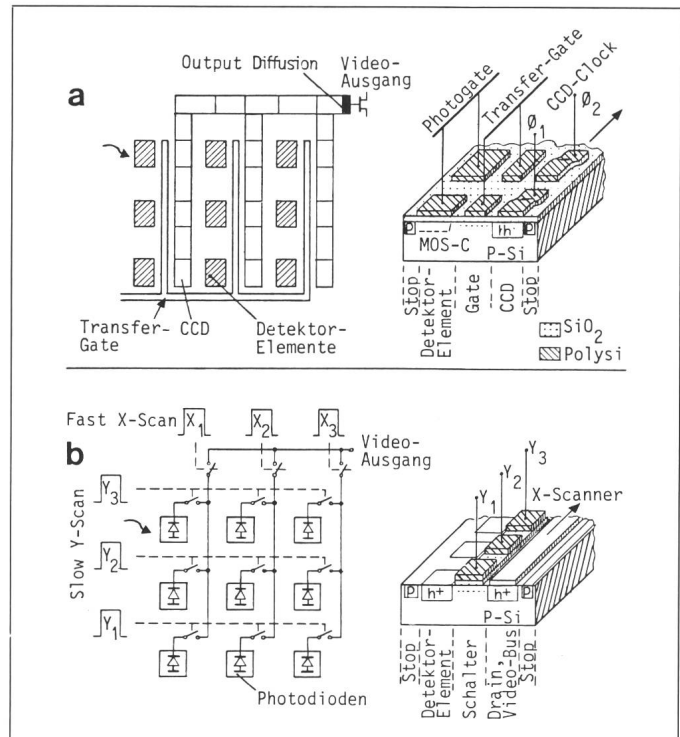 a
Output Diffusion
Video-
Ausgang
Transfer-
Gate
CCD
Detektor-
Elemente
Photogate
Transfer-Gate
CCD-Clock
Ø1
Ø2
P
MOS-C
h
P
P-Si
Stop
Detektor-
Element
Gate
CCD
Stop
SiO2
Polysi
b
Fast X-Scan
X1
X2
X3
Video-
Ausgang
Slow Y-Scan
Y3
Y2
Y1
Photodioden
Y1
Y2
Y3
X-Scanner
P
h+
h+
P
P-Si
Stop
Detektor-
Element
Schalter
Drain,
Video-Bus
Stop